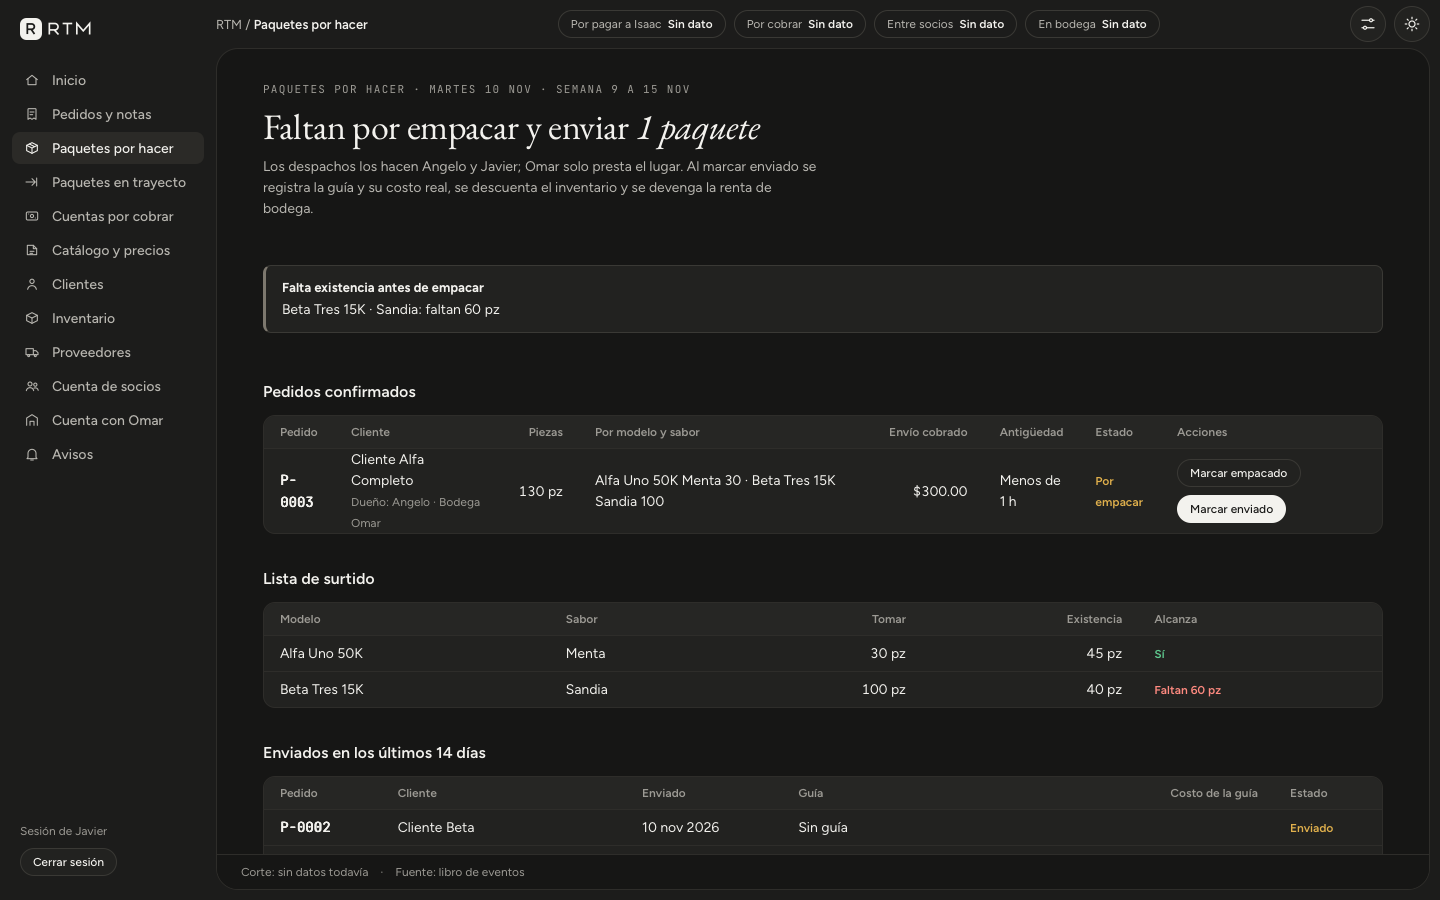 R RTM
RTM / Paquetes por hacer
Por pagar a Isaac Sin dato
Por cobrar Sin dato
Entre socios Sin dato
En bodega Sin dato
Inicio
Pedidos y notas
Paquetes por hacer
Paquetes en trayecto
Cuentas por cobrar
Catálogo y precios
Clientes
Inventario
Proveedores
Cuenta de socios
Cuenta con Omar
Avisos
Sesión de Javier
Cerrar sesión
PAQUETES POR HACER · MARTES 10 NOV · SEMANA 9 A 15 NOV
Faltan por empacar y enviar 1 paquete
Los despachos los hacen Angelo y Javier; Omar solo presta el lugar. Al marcar enviado se
registra la guía y su costo real, se descuenta el inventario y se devenga la renta de
bodega.
Falta existencia antes de empacar
Beta Tres 15K · Sandia: faltan 60 pz
Pedidos confirmados
Pedido Cliente Piezas Por modelo y sabor Envío cobrado Antigüedad Estado Acciones
P-
0003
Cliente Alfa
Completo
Dueño: Angelo · Bodega
Omar
130 pz
Alfa Uno 50K Menta 30 · Beta Tres 15K
Sandia 100
$300.00
Menos de
1 h
Por
empacar
Marcar empacado
Marcar enviado
Lista de surtido
Modelo Sabor Tomar Existencia Alcanza
Alfa Uno 50K Menta 30 pz 45 pz Sí
Beta Tres 15K Sandia 100 pz 40 pz Faltan 60 pz
Enviados en los últimos 14 días
Pedido Cliente Enviado Guía Costo de la guía Estado
P-0002 Cliente Beta 10 nov 2026 Sin guía Enviado
Corte: sin datos todavía · Fuente: libro de eventos